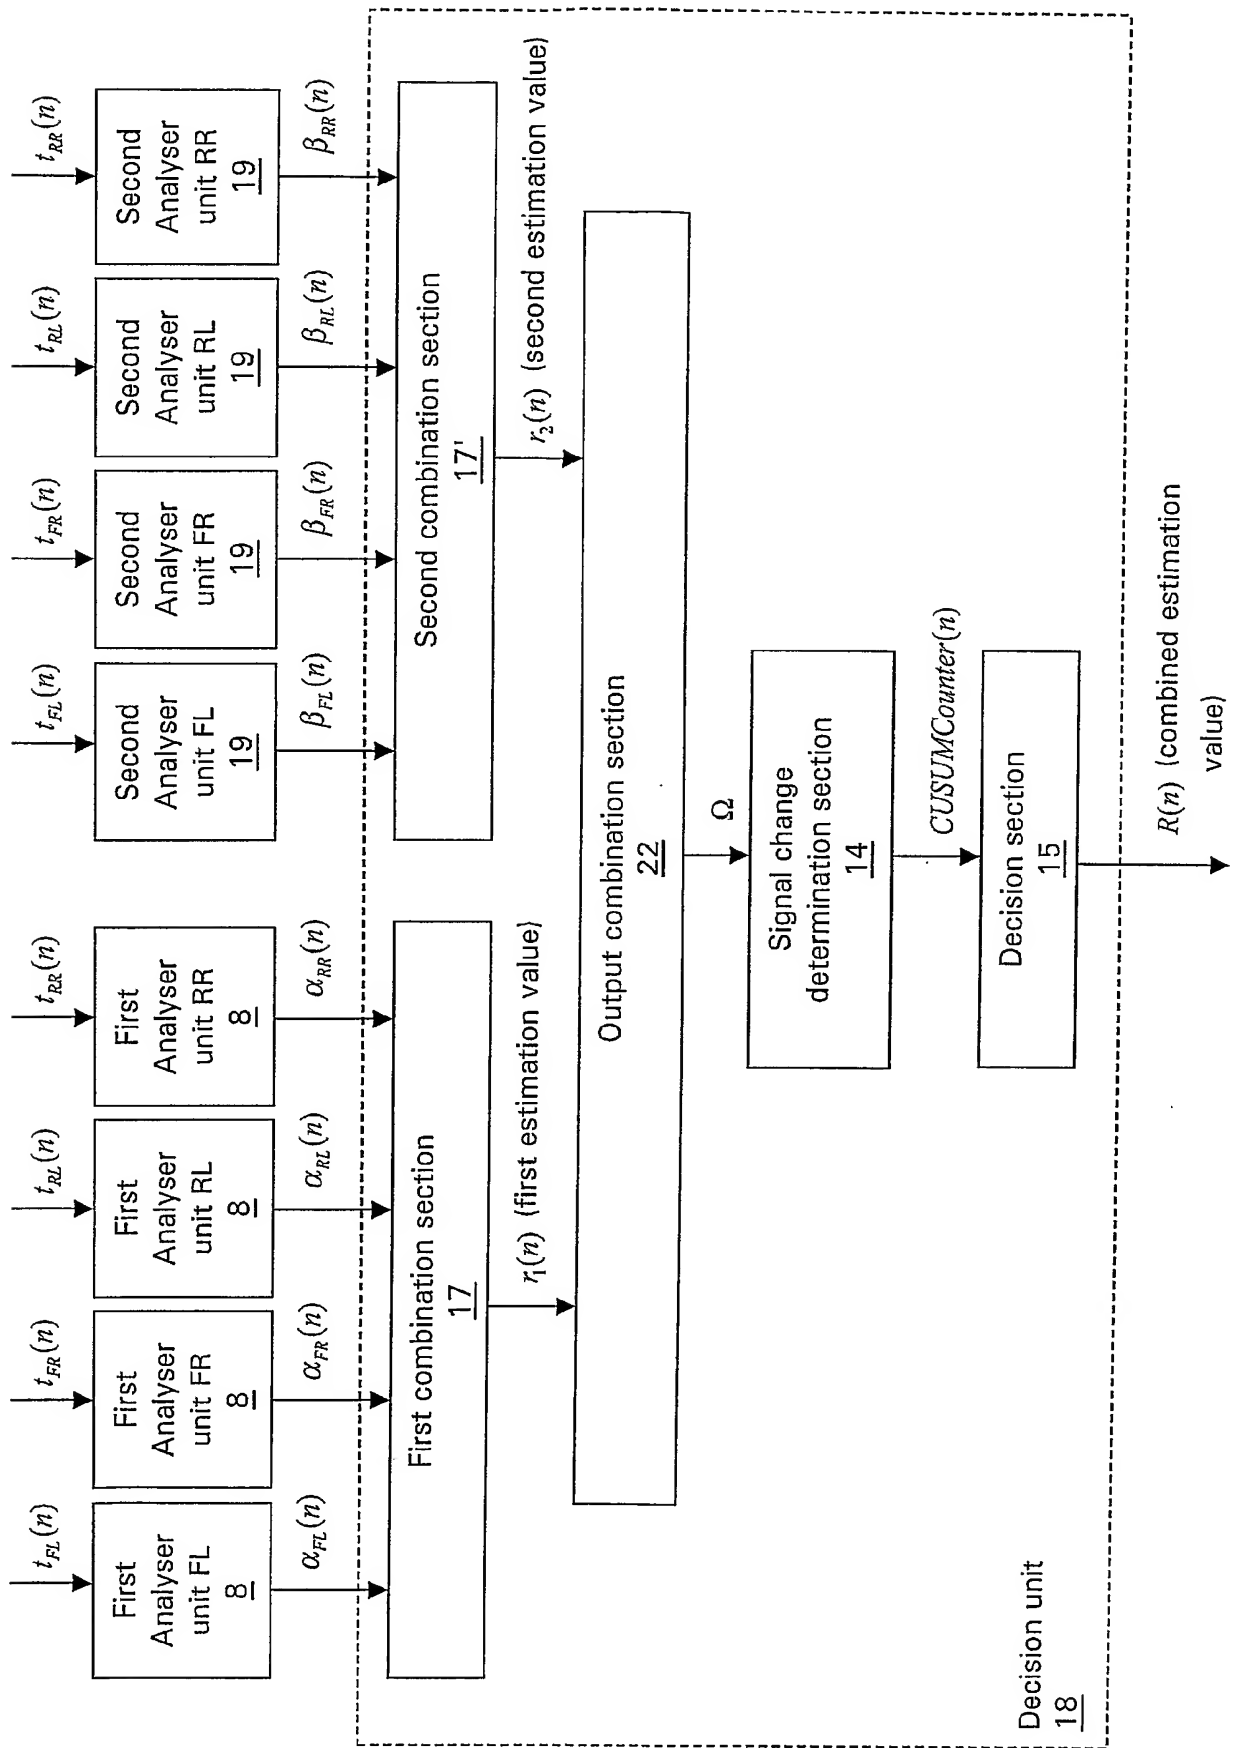 t_FL(n)
t_FR(n)
t_RL(n)
t_RR(n)
t_FL(n)
t_FR(n)
t_RL(n)
t_RR(n)
First
Analyser
unit FL
8
First
Analyser
unit FR
8
First
Analyser
unit RL
8
First
Analyser
unit RR
8
Second
Analyser
unit FL
19
Second
Analyser
unit FR
19
Second
Analyser
unit RL
19
Second
Analyser
unit RR
19
α_FL(n)
α_FR(n)
α_RL(n)
α_RR(n)
β_FL(n)
β_FR(n)
β_RL(n)
β_RR(n)
First combination section
17
Second combination section
17'
r_1(n) (first estimation value)
r_2(n) (second estimation value)
Output combination section
22
Ω
Signal change
determination section
14
CUSUMCounter(n)
Decision section
15
Decision unit
18
R(n) (combined estimation
value)